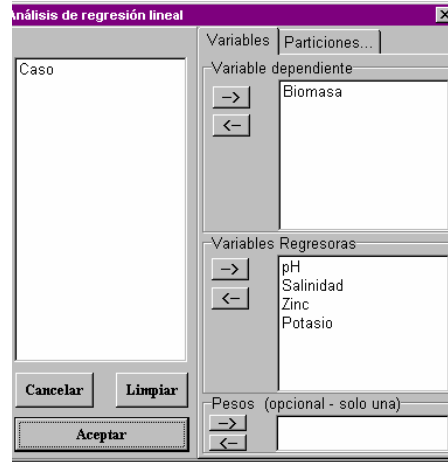 Análisis de regresión lineal
Variables
Particiones...
Caso
Variable dependiente
-->
<--
Biomasa
Variables Regresoras
-->
<--
pH
Salinidad
Zinc
Potasio
Cancelar
Limpiar
Aceptar
Pesos (opcional - solo una)
-->
<--